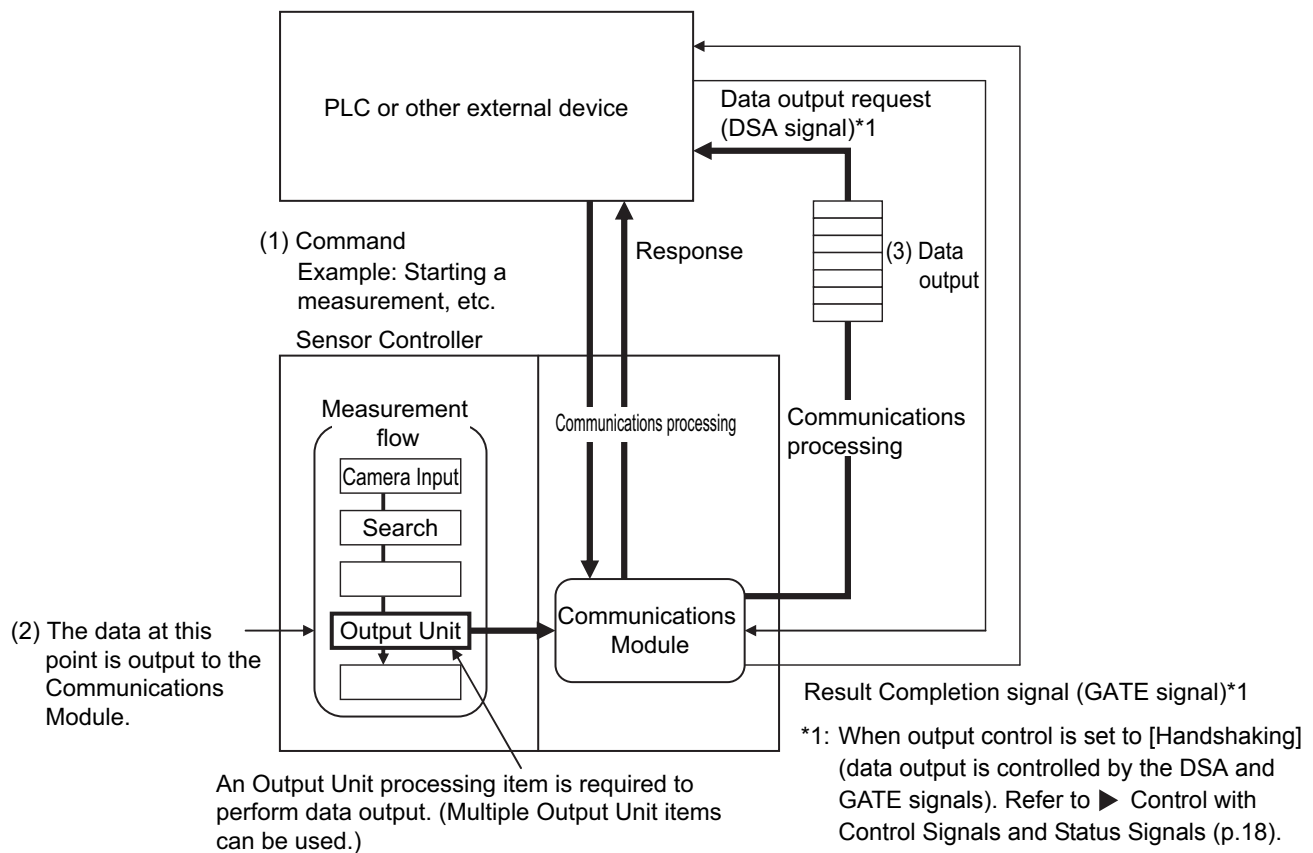 PLC or other external device
Data output request
(DSA signal)*1
(1) Command
Example: Starting a
measurement, etc.
Response
(3) Data
output
Sensor Controller
Measurement
flow
Communications processing
Communications
processing
Camera Input
Search
Output Unit
Communications
Module
(2) The data at this
point is output to the
Communications
Module.
Result Completion signal (GATE signal)*1
*1: When output control is set to [Handshaking]
(data output is controlled by the DSA and
GATE signals). Refer to ▶ Control with
Control Signals and Status Signals (p.18).
An Output Unit processing item is required to
perform data output. (Multiple Output Unit items
can be used.)